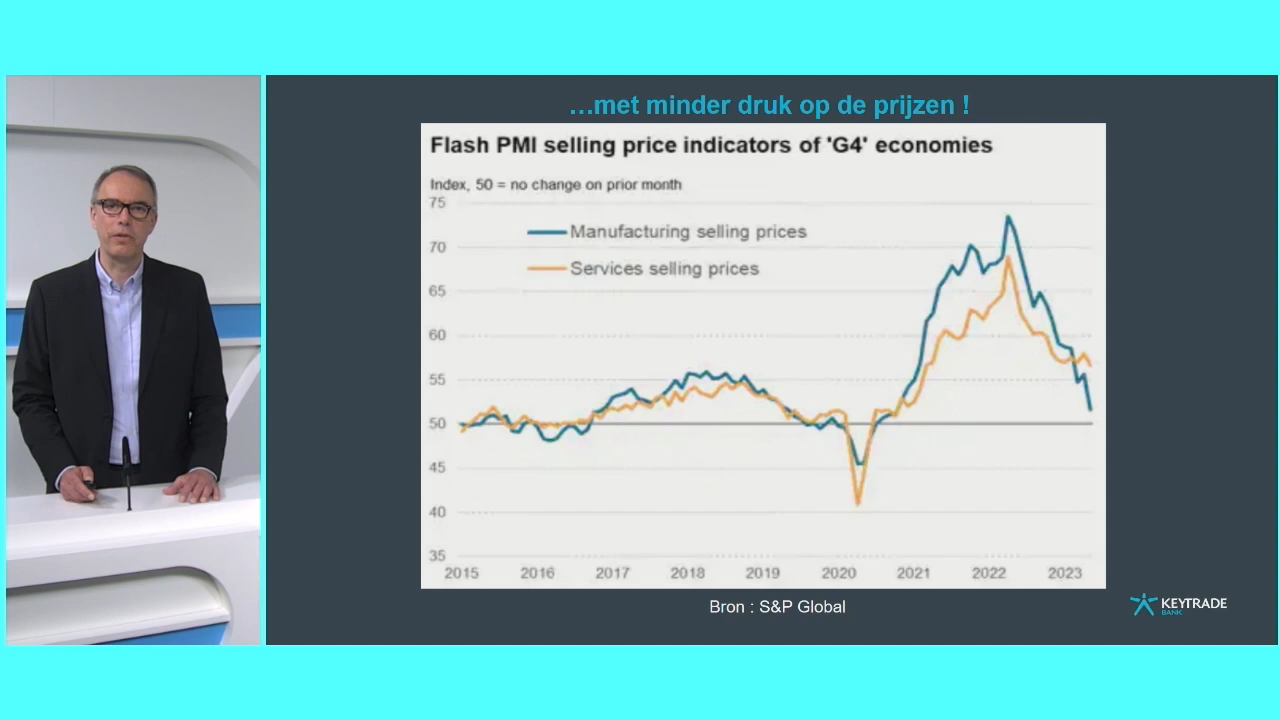 …met minder druk op de prijzen !
Flash PMI selling price indicators of 'G4' economies
Index, 50 = no change on prior month
75
Manufacturing selling prices
70
Services selling prices
65
60
55
50
45
40
35
2015 2016 2017 2018 2019 2020 2021 2022 2023
Bron : S&P Global
KEYTRADE
BANK